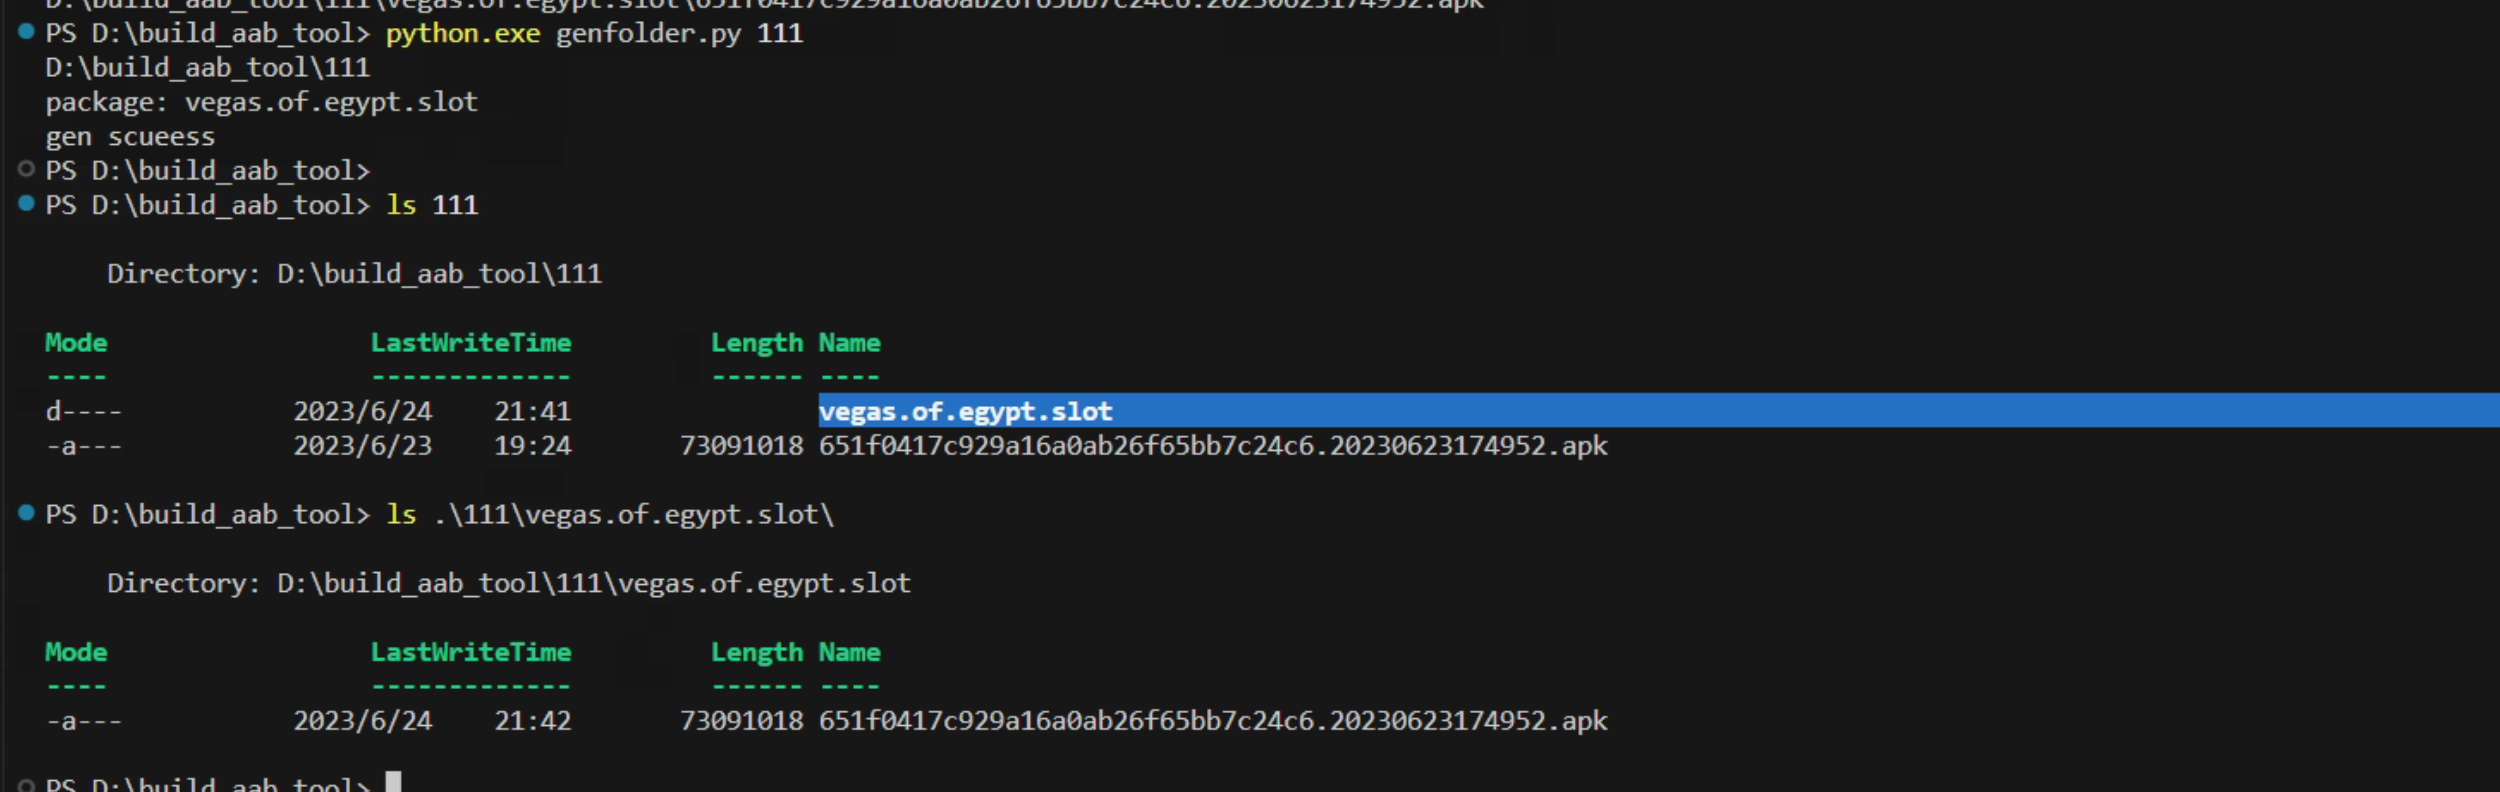 D:\build_aab_tool\111\vegas.of.egypt.slot\651f0417c929a16a0ab26f65bb7c24c6.20230623174952.apk
PS D:\build_aab_tool> python.exe genfolder.py 111
D:\build_aab_tool\111
package: vegas.of.egypt.slot
gen scueess
PS D:\build_aab_tool>
PS D:\build_aab_tool> ls 111
Directory: D:\build_aab_tool\111
Mode LastWriteTime Length Name
---- ------------- ------ ----
d---- 2023/6/24 21:41 vegas.of.egypt.slot
-a--- 2023/6/23 19:24 73091018 651f0417c929a16a0ab26f65bb7c24c6.20230623174952.apk
PS D:\build_aab_tool> ls .\111\vegas.of.egypt.slot\
Directory: D:\build_aab_tool\111\vegas.of.egypt.slot
Mode LastWriteTime Length Name
---- ------------- ------ ----
-a--- 2023/6/24 21:42 73091018 651f0417c929a16a0ab26f65bb7c24c6.20230623174952.apk
PS D:\build_aab_tool>